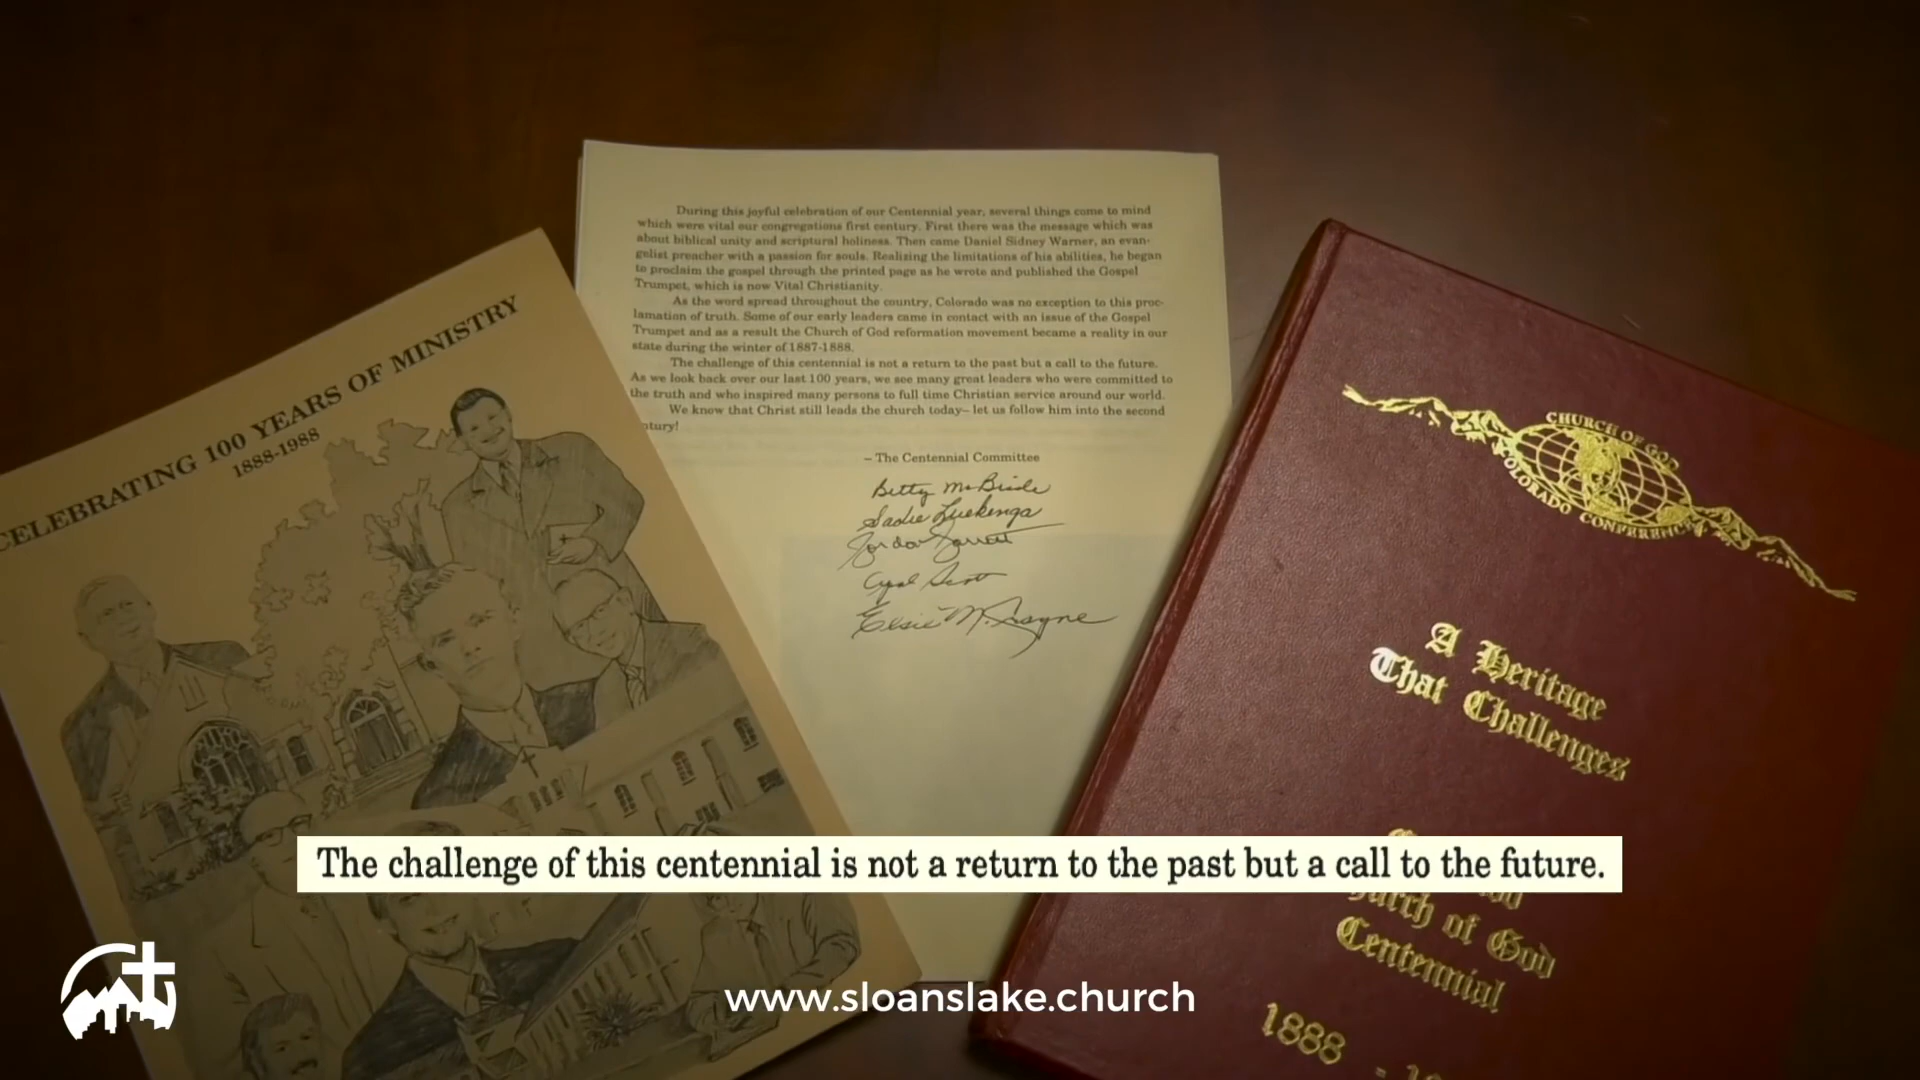 CELEBRATING 100 YEARS OF MINISTRY
1888-1988
During this joyful celebration of our Centennial year, several things come to mind
which were vital our congregations first century. First there was the message which was
about biblical unity and scriptural holiness. Then came Daniel Sidney Warner, an evan-
gelist preacher with a passion for souls. Realizing the limitations of his abilities, he began
to proclaim the gospel through the printed page as he wrote and published the Gospel
Trumpet, which is now Vital Christianity.
As the word spread throughout the country, Colorado was no exception to this proc-
lamation of truth. Some of our early leaders came in contact with an issue of the Gospel
Trumpet and as a result the Church of God reformation movement became a reality in our
state during the winter of 1887-1888.
The challenge of this centennial is not a return to the past but a call to the future.
As we look back over our last 100 years, we see many great leaders who were committed to
the truth and who inspired many persons to full time Christian service around our world.
We know that Christ still leads the church today– let us follow him into the second
tury!
– The Centennial Committee
Betty McBride
Sadie Luekenga
Elsie M.
CHURCH OF GOD
COLORADO CONFERENCE
A Heritage
That Challenges
Church of God
Centennial
1888 - 19
The challenge of this centennial is not a return to the past but a call to the future.
www.sloanslake.church